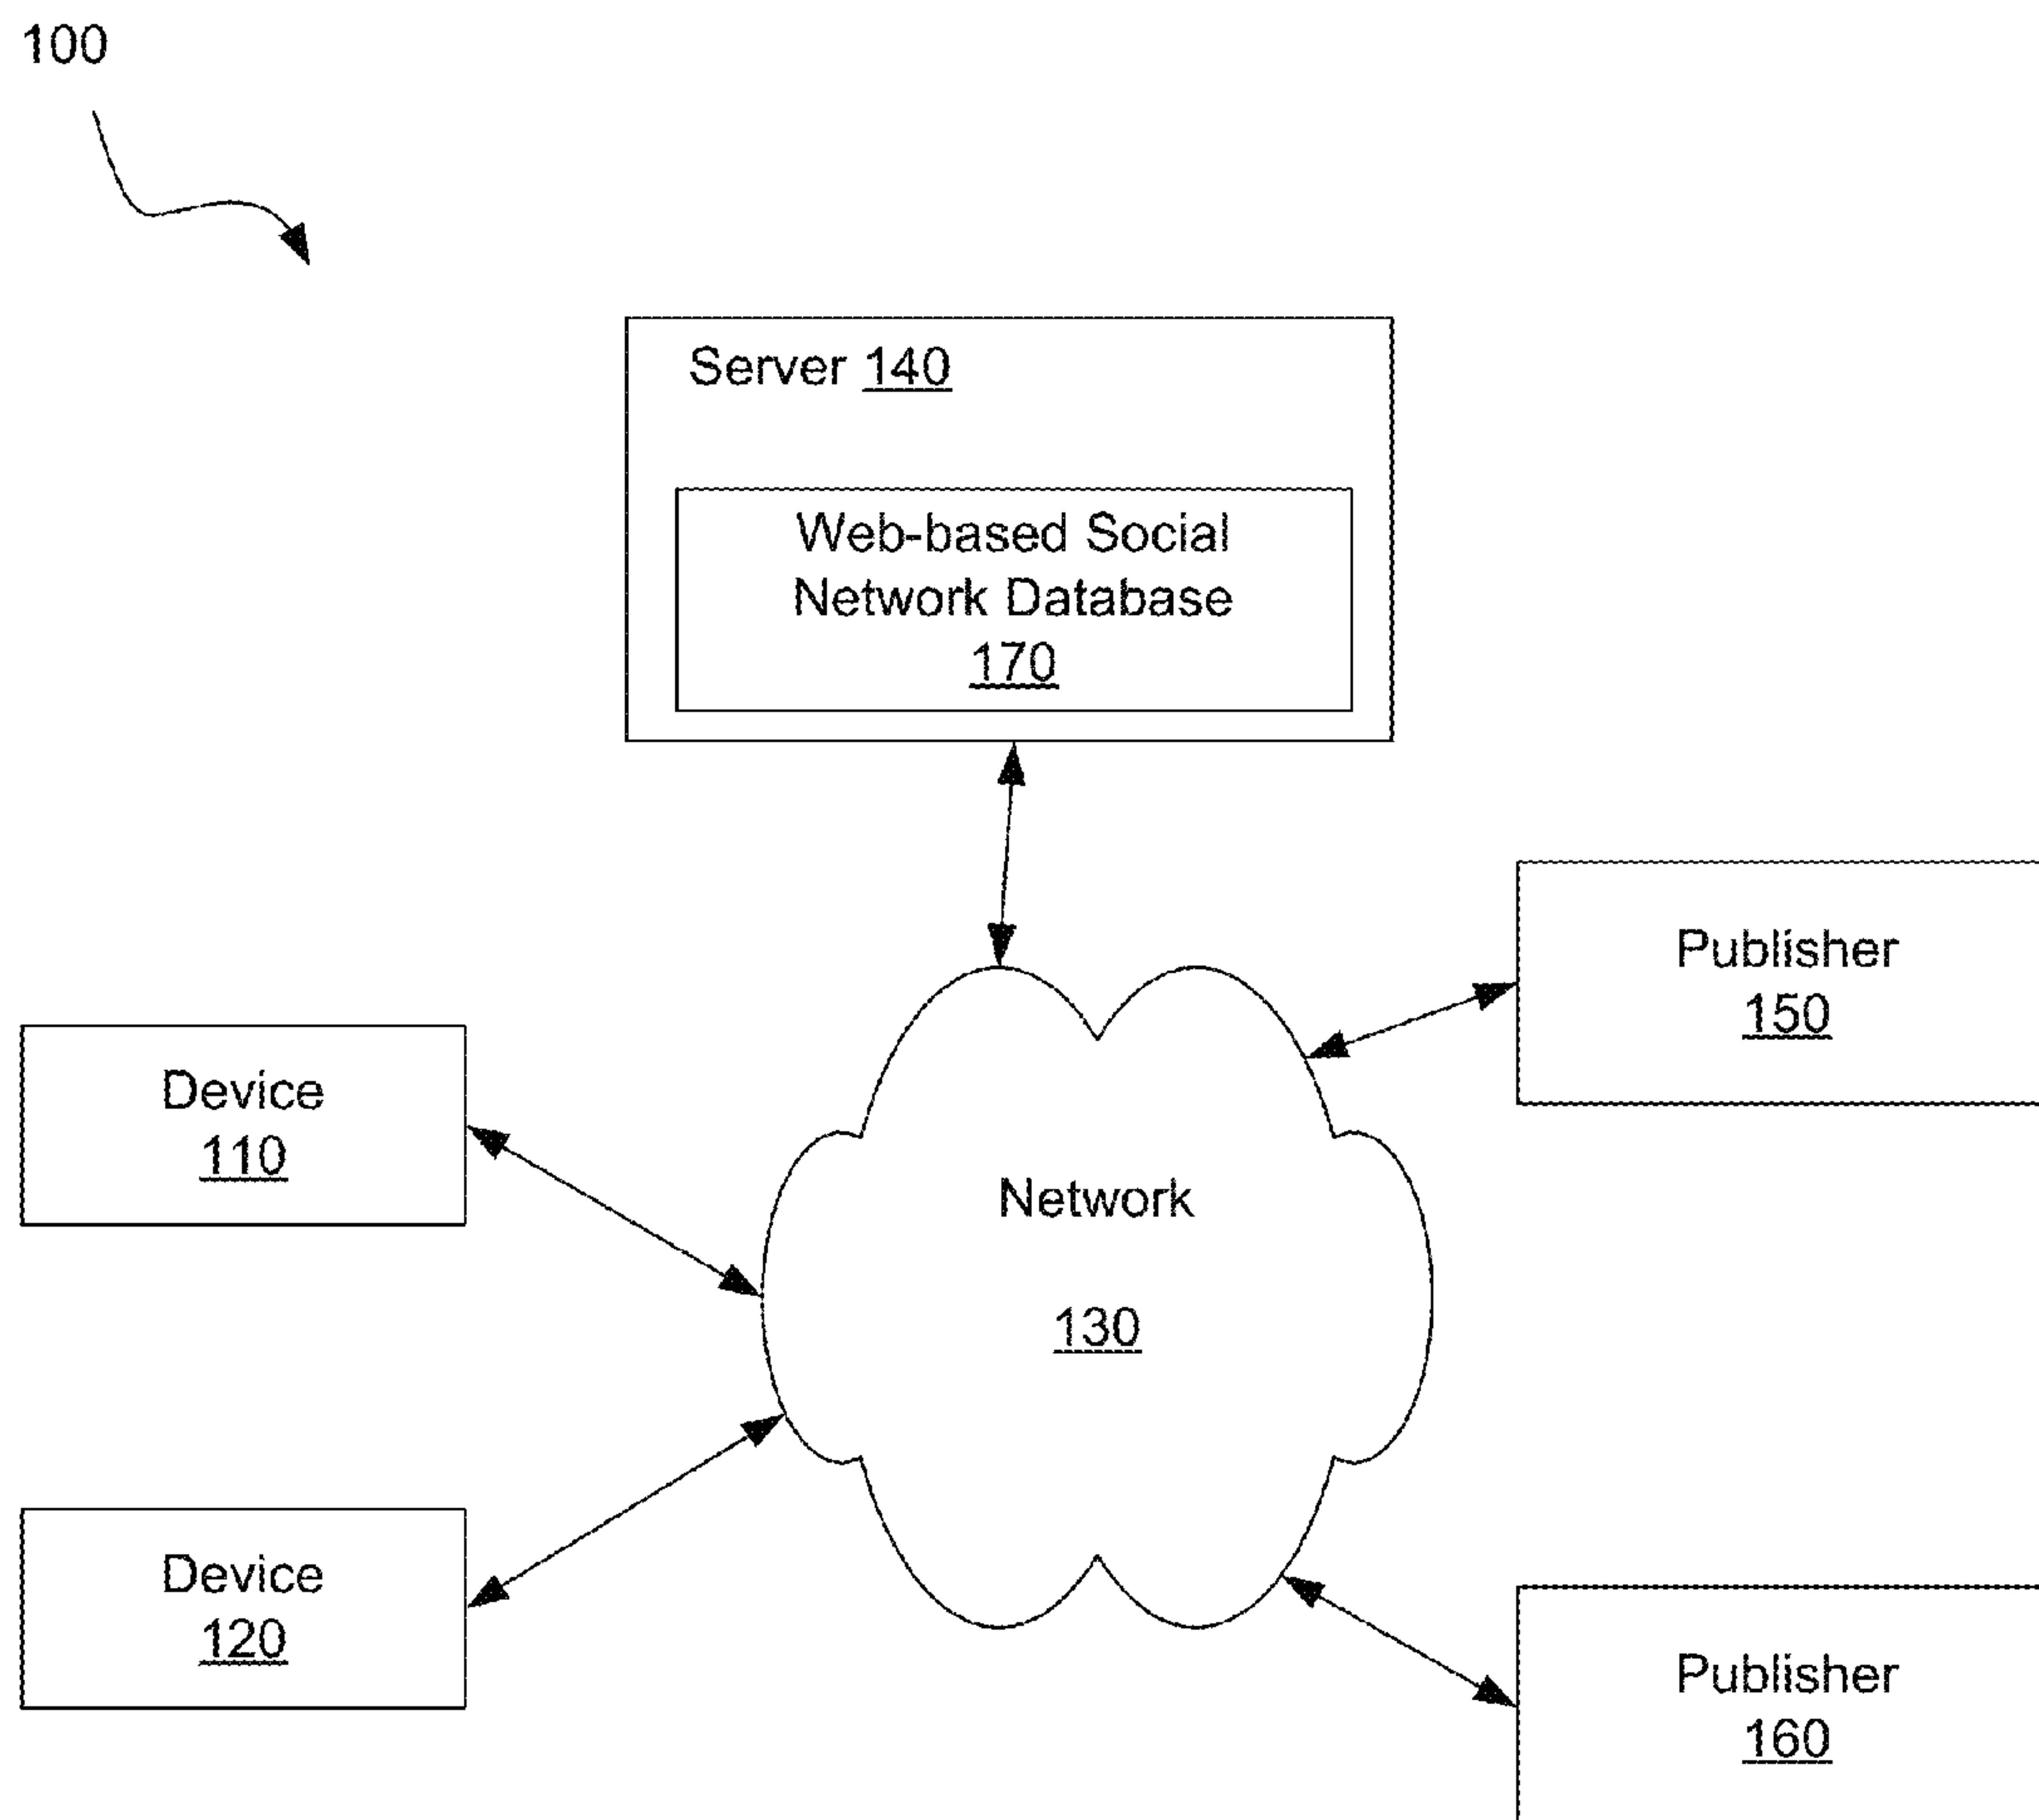 100
Server 140
Web-based Social
Network Database
170
Publisher
150
Device
110
Network
130
Device
120
Publisher
160